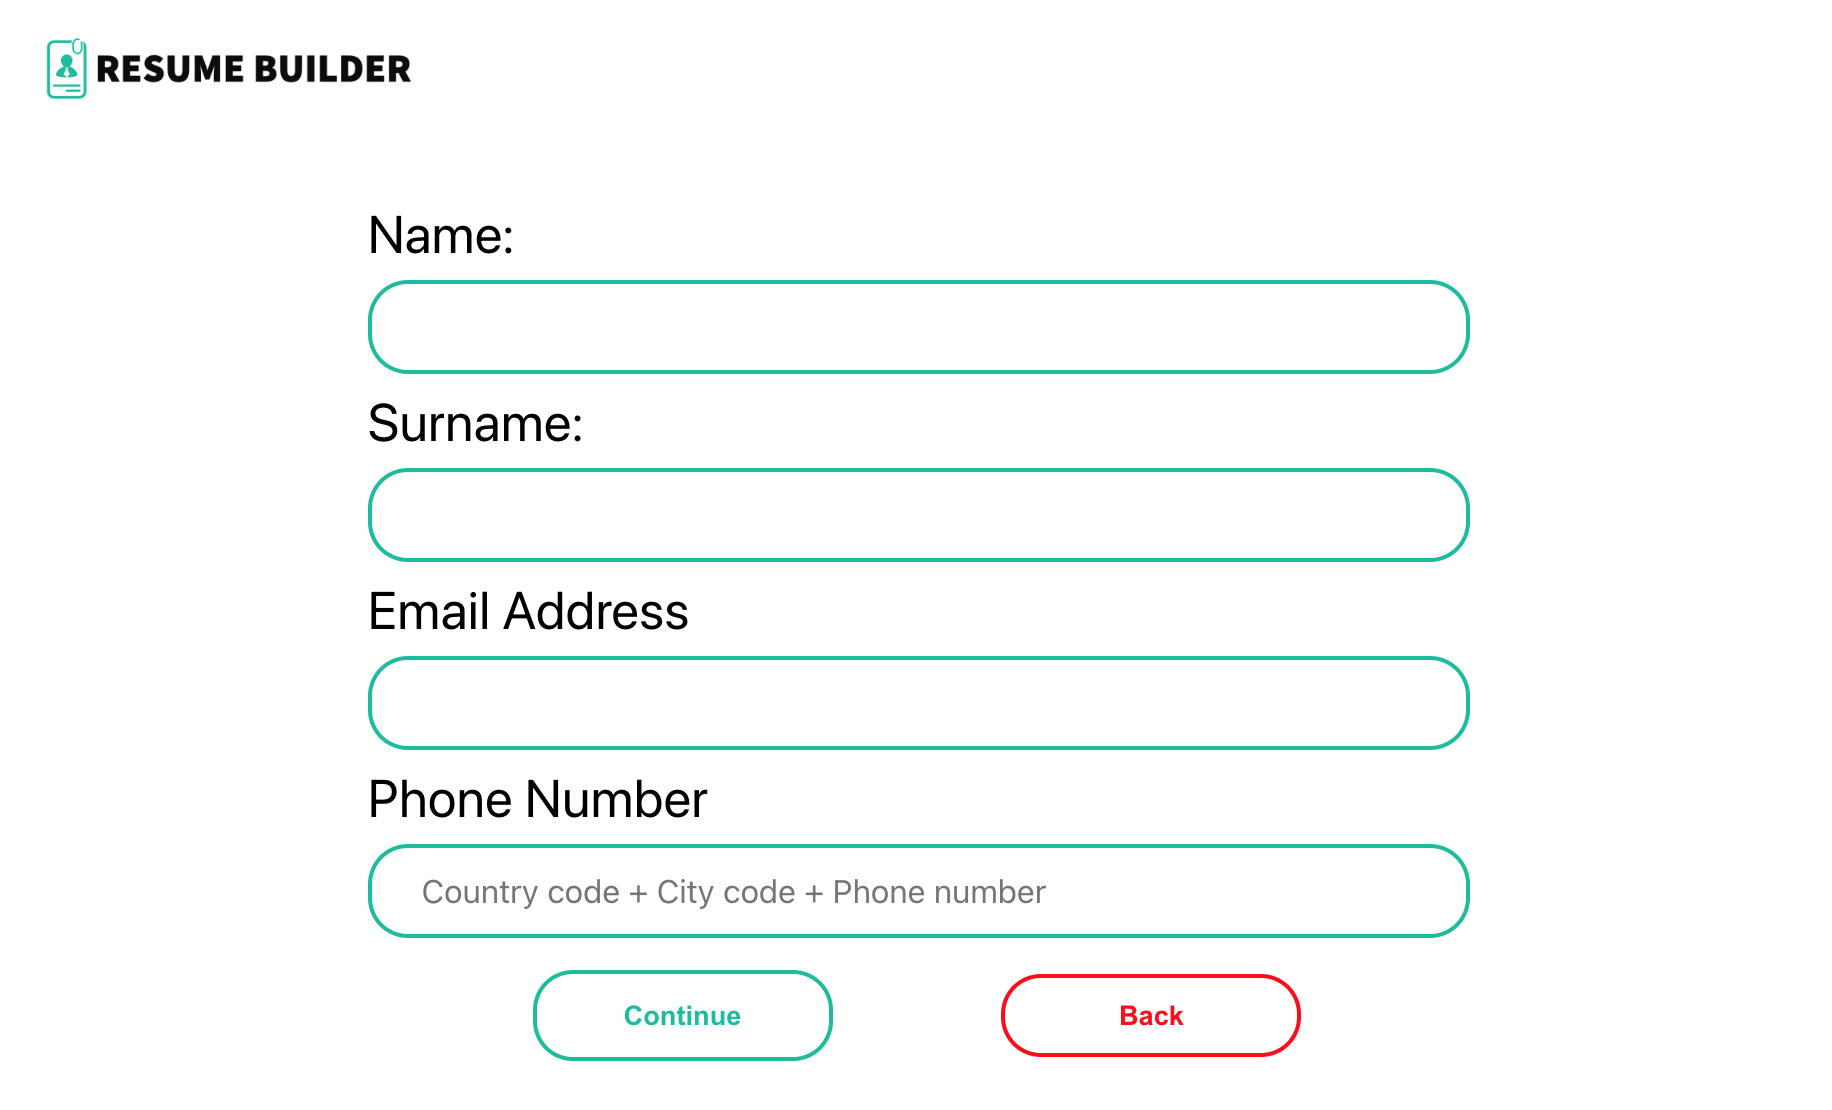 RESUME BUILDER
Name:
Surname:
Email Address
Phone Number
Country code + City code + Phone number
Continue
Back